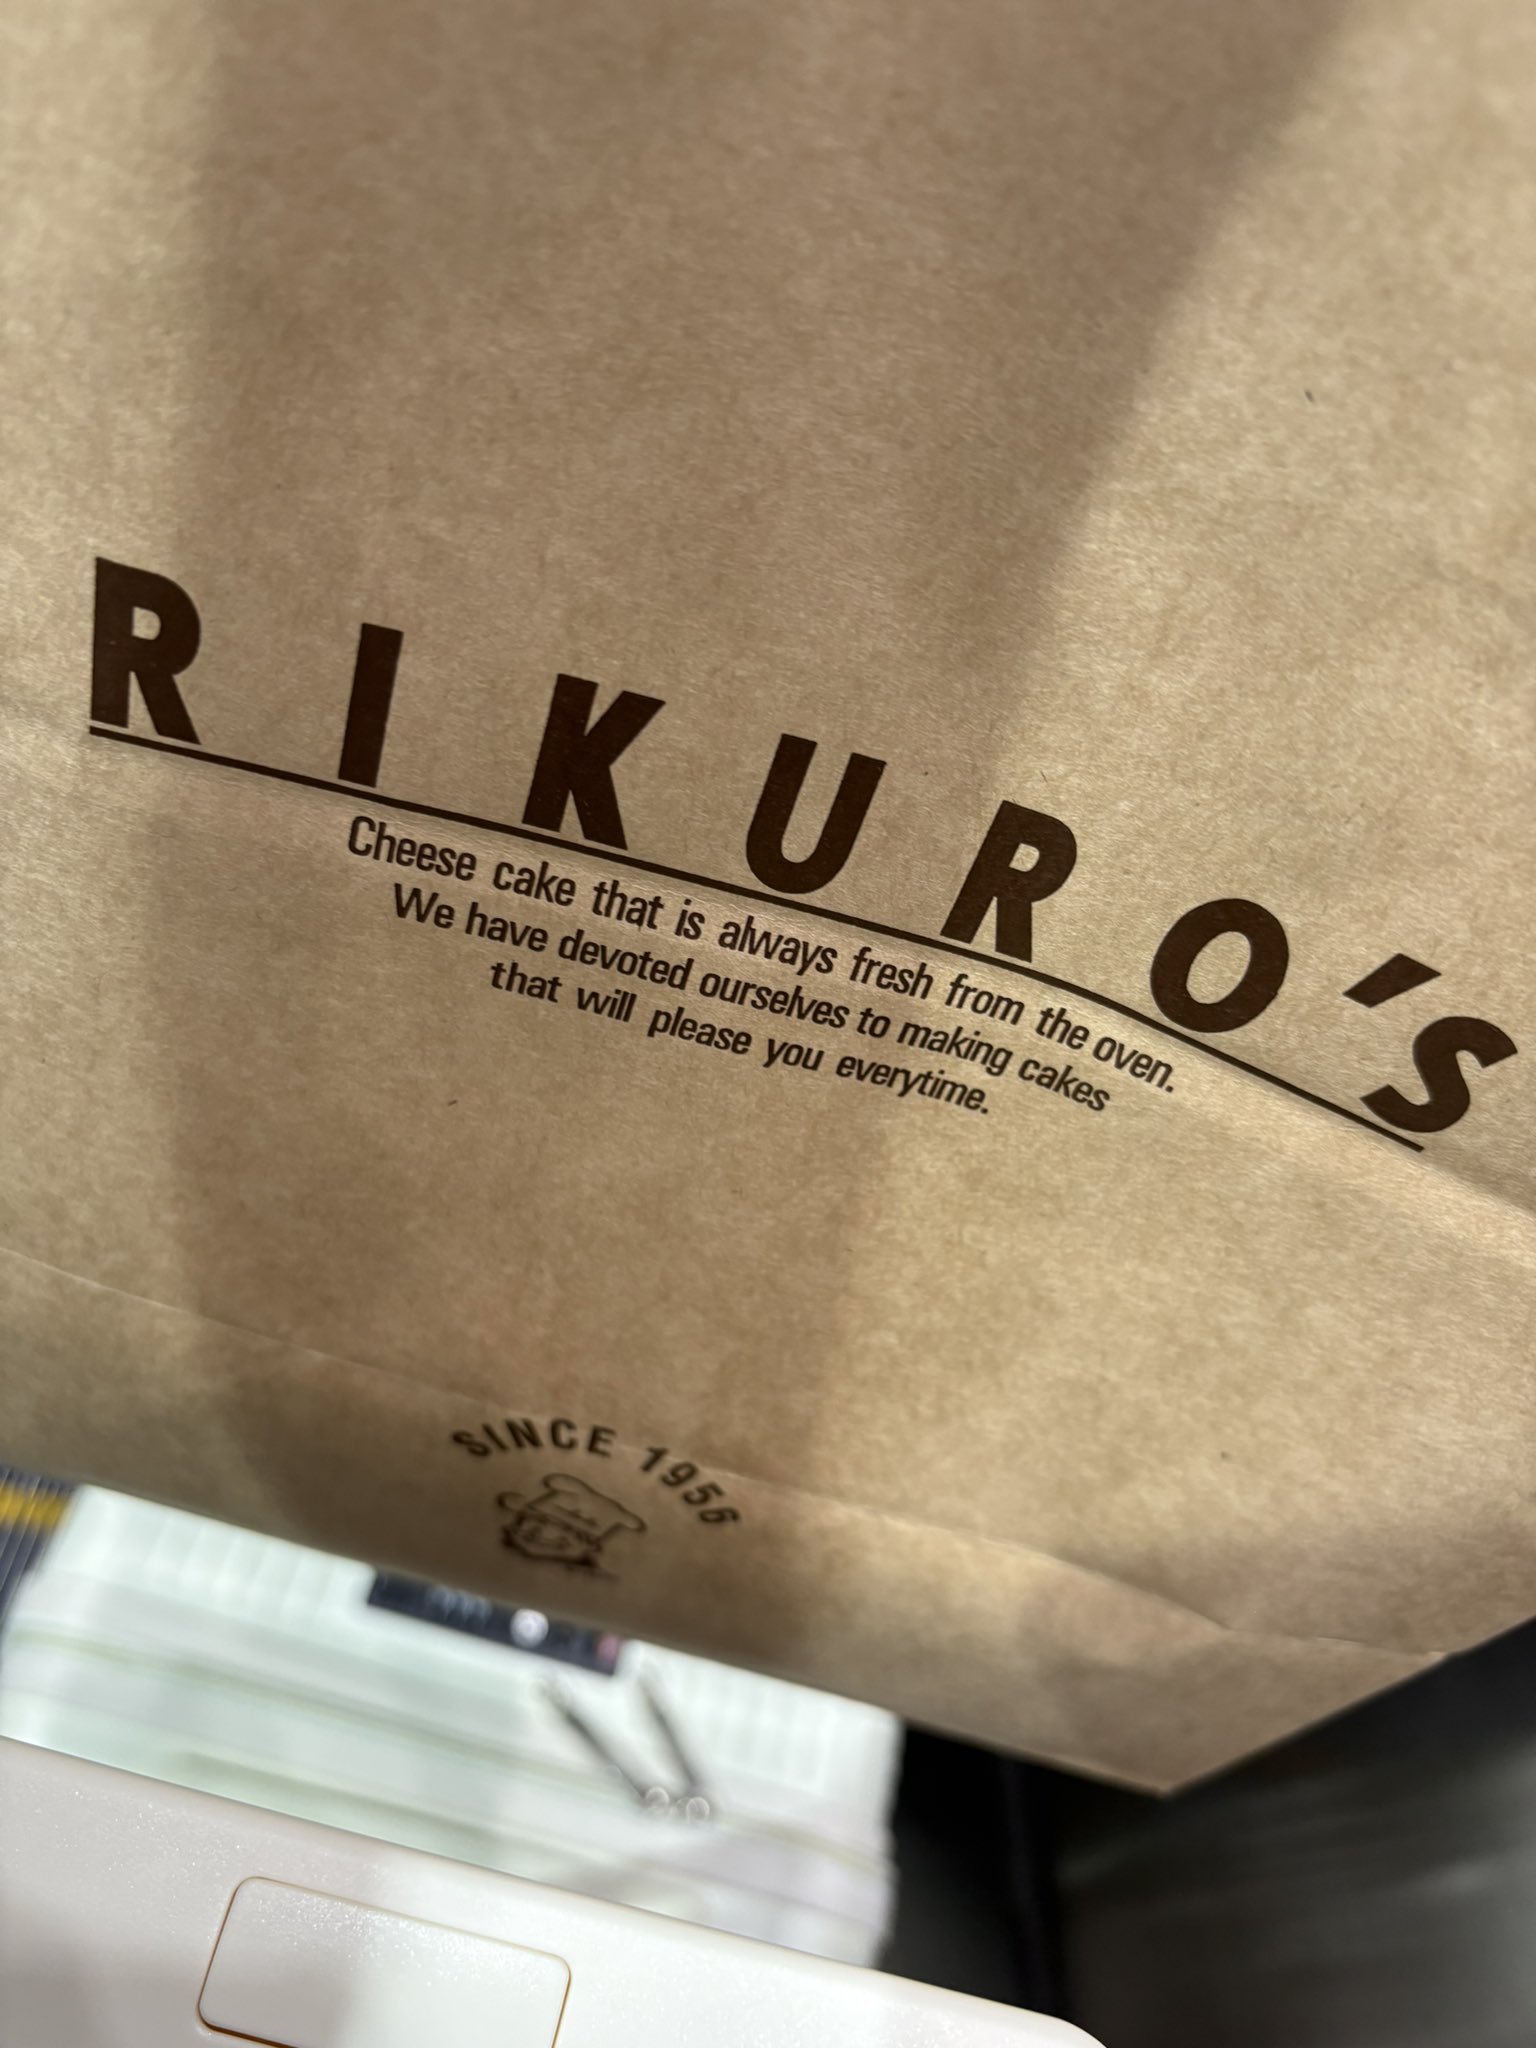 RIKURO's
Cheese cake that is always fresh from the oven.
We have devoted ourselves to making cakes
that will please you everytime.
SINCE 1956